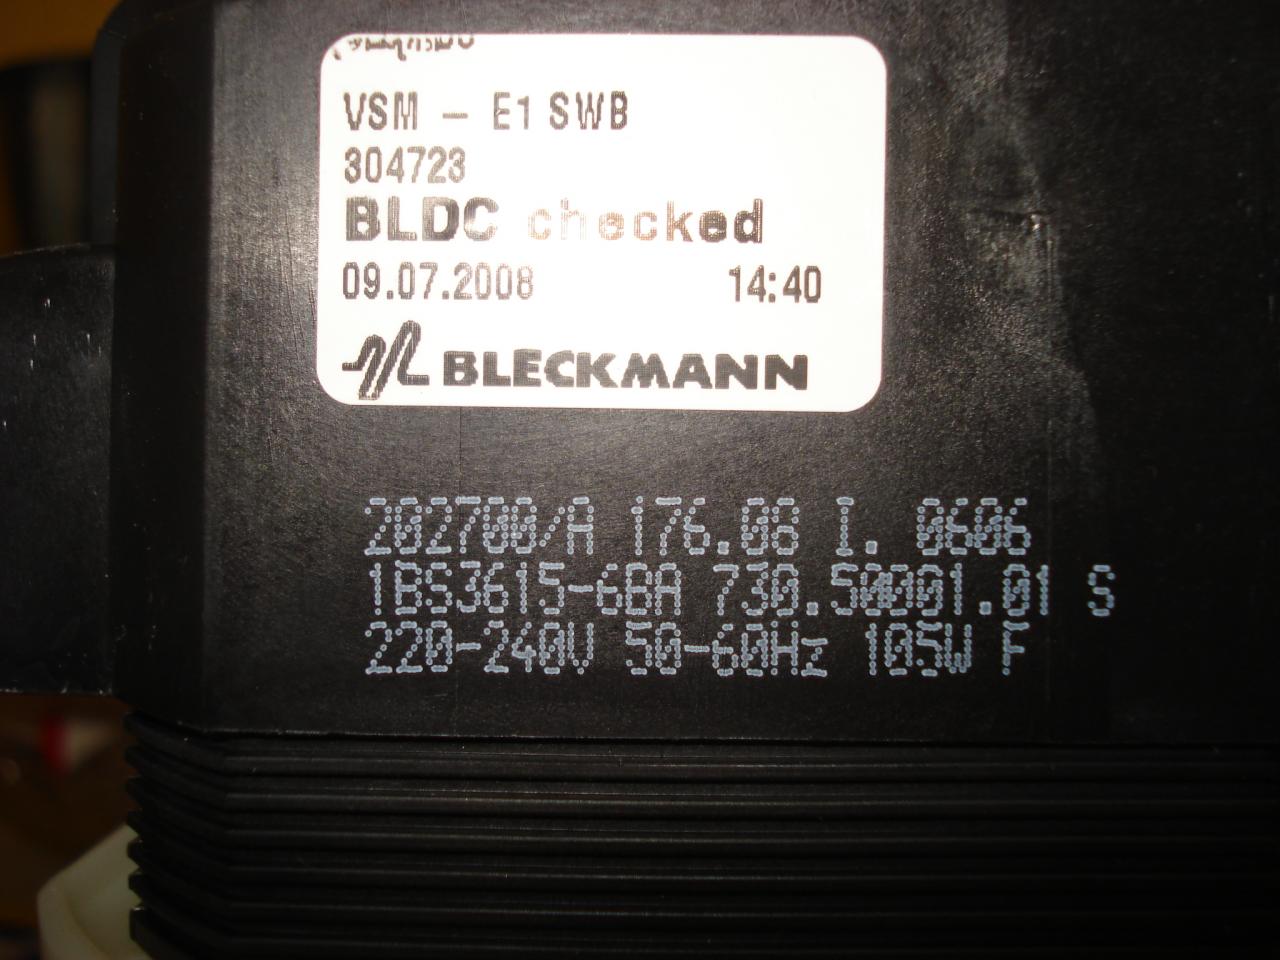 VSM - E1 SWB
304723
BLDC checked
09.07.2008 14:40
BLECKMANN
202700/A 176.08 I. 0606
1BS3615-6BA 730.50001.01 S
220-240V 50-60Hz 105W F